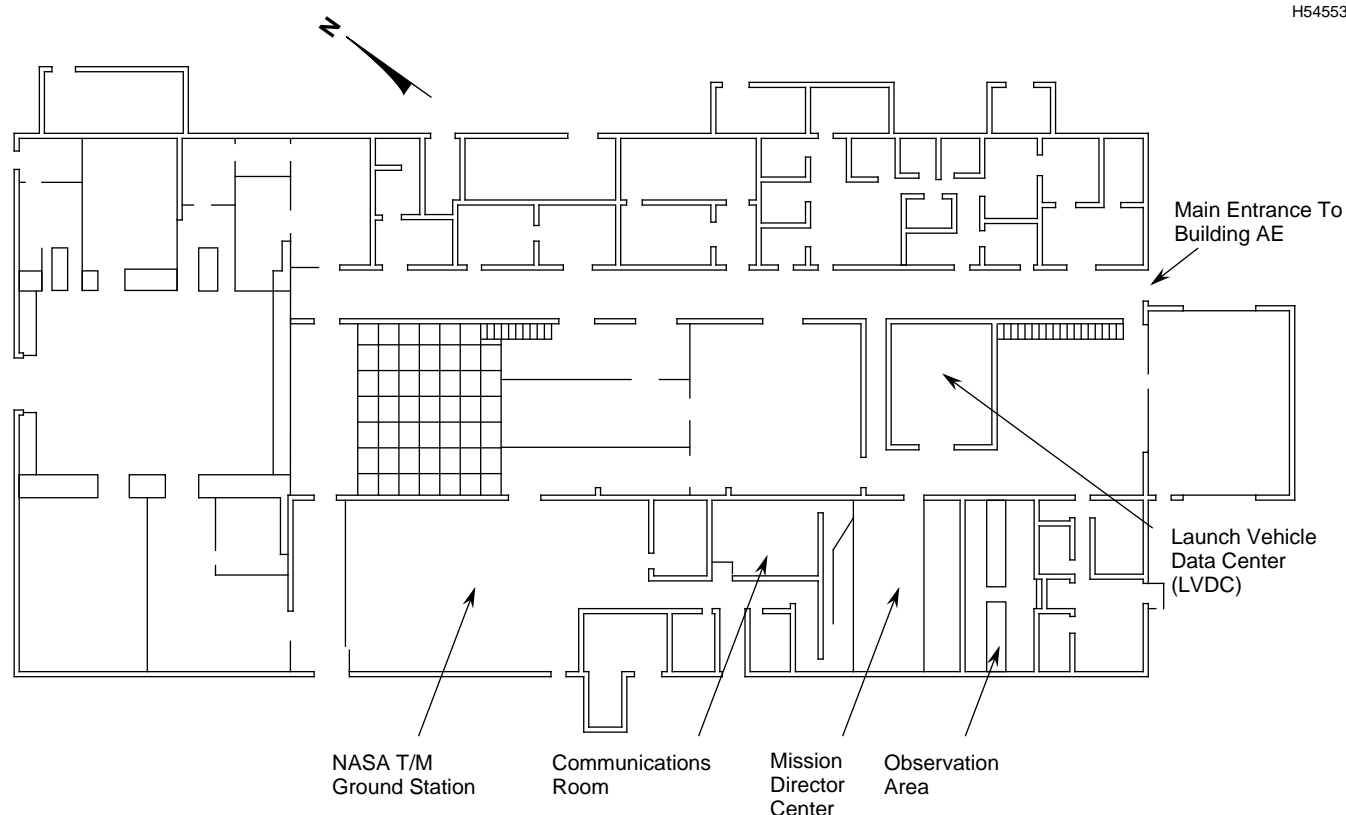 H54553
N
Main Entrance To
Building AE
Launch Vehicle
Data Center
(LVDC)
NASA T/M
Ground Station
Communications
Room
Mission
Director
Center
Observation
Area